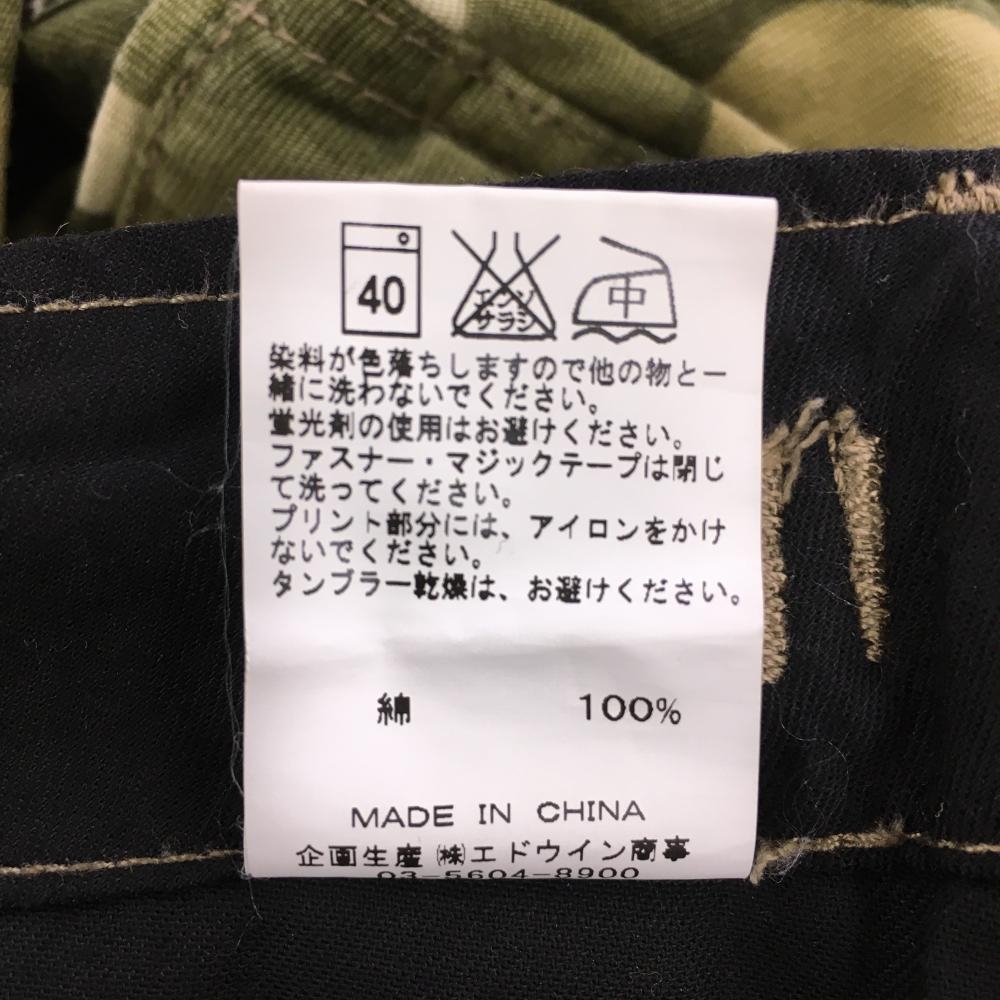 40
エンソ
サラシ
中
染料が色落ちしますので他の物と一
緒に洗わないでください。
蛍光剤の使用はお避けください。
ファスナー・マジックテープは閉じ
て洗ってください。
プリント部分には、アイロンをかけ
ないでください。
タンブラー乾燥は、お避けください。
綿 100%
MADE IN CHINA
企画生産 ㈱エドウイン商事
03-5604-8900